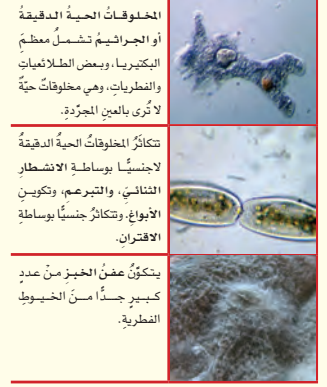 المخلوقاتُ الحيةُ الدقيقةُ
أو الجراثيمُ تشملُ معظمَ
البكتيريا، وبعض الطلائعياتِ
والفطرياتِ، وهي مخلوقاتٌ حيّةٌ
لا تُرى بالعينِ المجرّدةِ.
تتكاثرُ المخلوقاتُ الحيةُ الدقيقةُ
لاجنسيًّا بوساطةِ الانشطارِ
الثنائيِ، والتبرعمِ، وتكوينِ
الأبواغِ. وتتكاثرُ جنسيًّا بوساطةِ
الاقترانِ.
يتكوّنُ عفنُ الخبزِ منْ عددٍ
كبيرٍ جدًّا منَ الخيوطِ
الفطريةِ.